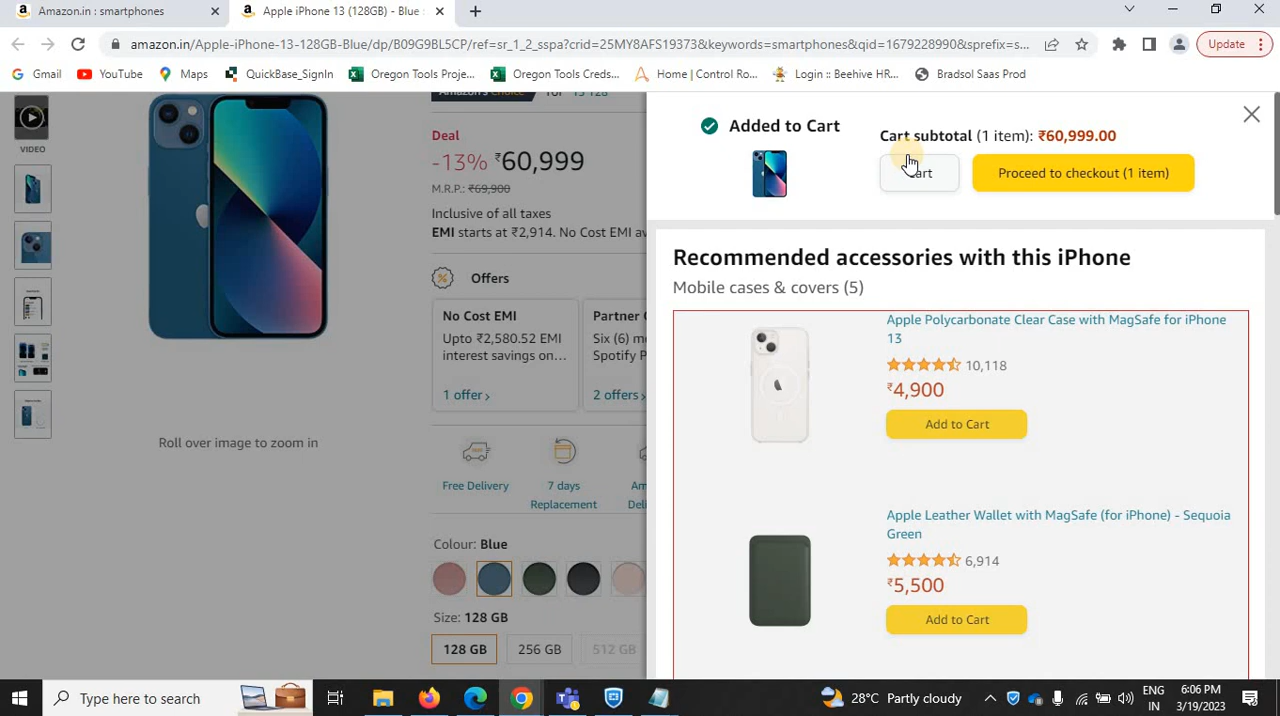 Amazon.in : smartphones
Apple iPhone 13 (128GB) - Blue :
amazon.in/Apple-iPhone-13-128GB-Blue/dp/B09G9BL5CP/ref=sr_1_2_sspa?crid=25MY8AFS19373&keywords=smartphones&qid=1679229990&sprefix=s...
Update
Gmail
YouTube
Maps
QuickBase_SignIn
Oregon Tools Proje...
Oregon Tools Creds...
Home | Control Ro...
Login :: Beehive HR...
Bradsol Saas Prod
VIDEO
Roll over image to zoom in
Deal
-13% ₹60,999
M.R.P.: ₹69,900
Inclusive of all taxes
EMI starts at ₹2,914. No Cost EMI av
Offers
No Cost EMI
Upto ₹2,580.52 EMI
interest savings on...
1 offer ›
Partner
Six (6) m
Spotify P
2 offers ›
Free Delivery
7 days
Replacement
Am
Deli
Colour: Blue
Size: 128 GB
128 GB
256 GB
512 GB
Added to Cart
Cart subtotal (1 item): ₹60,999.00
Proceed to checkout (1 item)
Recommended accessories with this iPhone
Mobile cases & covers (5)
Apple Polycarbonate Clear Case with MagSafe for iPhone
13
10,118
₹4,900
Add to Cart
Apple Leather Wallet with MagSafe (for iPhone) - Sequoia
Green
6,914
₹5,500
Add to Cart
Type here to search
28°C Partly cloudy
ENG
IN
6:06 PM
3/19/2023